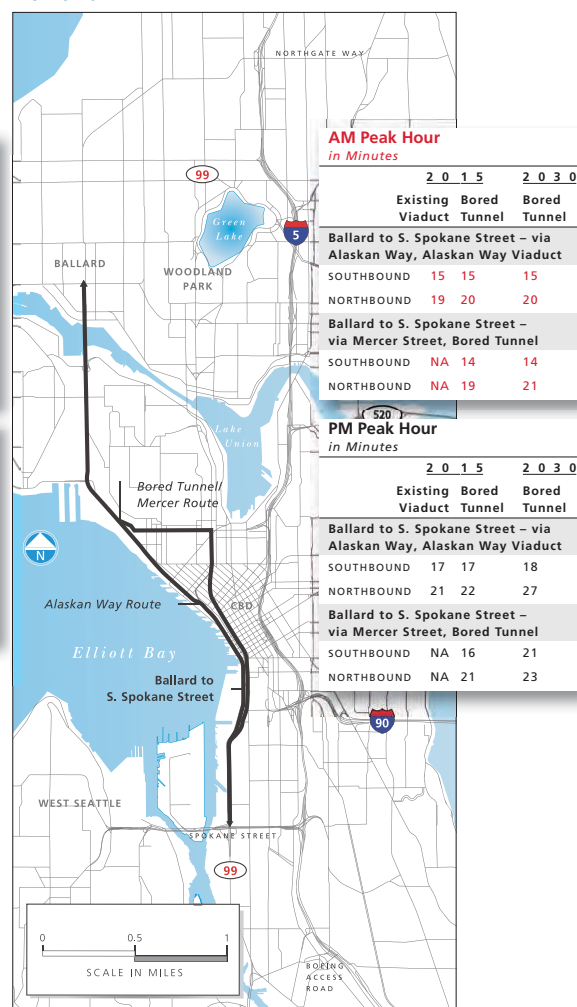 NORTHGATE WAY
99
Green
Lake
5
BALLARD
WOODLAND
PARK
520
Lake
Union
Bored Tunnel/
Mercer Route
N
Alaskan Way Route
CBD
Elliott Bay
Ballard to
S. Spokane Street
90
WEST SEATTLE
SPOKANE STREET
99
0 0.5 1
SCALE IN MILES
BOEING
ACCESS
ROAD
AM Peak Hour
in Minutes
2015 2030
Existing Bored Bored
Viaduct Tunnel Tunnel
Ballard to S. Spokane Street – via
Alaskan Way, Alaskan Way Viaduct
SOUTHBOUND 15 15 15
NORTHBOUND 19 20 20
Ballard to S. Spokane Street –
via Mercer Street, Bored Tunnel
SOUTHBOUND NA 14 14
NORTHBOUND NA 19 21
PM Peak Hour
in Minutes
2015 2030
Existing Bored Bored
Viaduct Tunnel Tunnel
Ballard to S. Spokane Street – via
Alaskan Way, Alaskan Way Viaduct
SOUTHBOUND 17 17 18
NORTHBOUND 21 22 27
Ballard to S. Spokane Street –
via Mercer Street, Bored Tunnel
SOUTHBOUND NA 16 21
NORTHBOUND NA 21 23